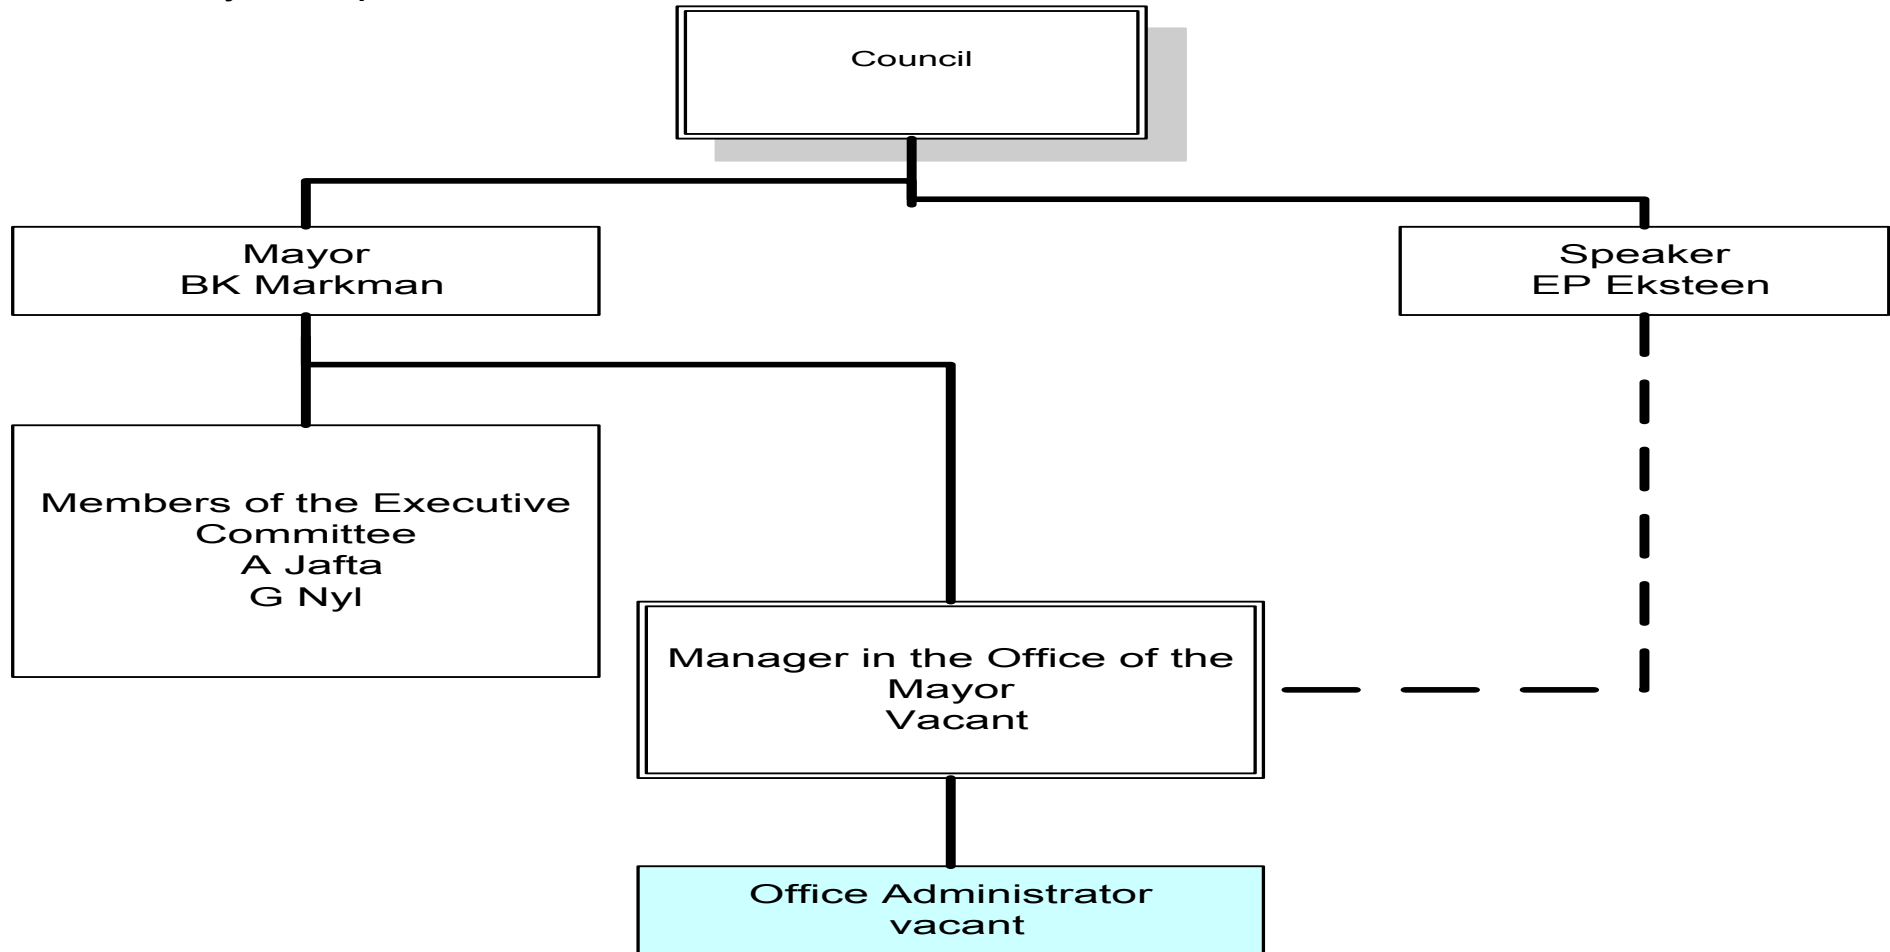 Council
Mayor
BK Markman
Speaker
EP Eksteen
Members of the Executive
Committee
A Jafta
G Nyl
Manager in the Office of the
Mayor
Vacant
Office Administrator
vacant